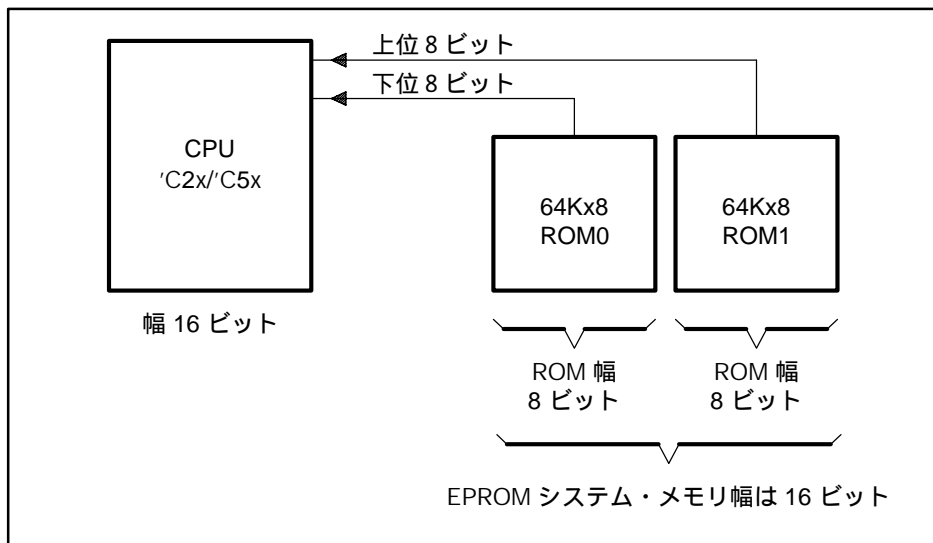 上位 8 ビット
下位 8 ビット
CPU
'C2x/'C5x
64Kx8
ROM0
64Kx8
ROM1
幅 16 ビット
ROM 幅
8 ビット
ROM 幅
8 ビット
EPROM システム・メモリ幅は 16 ビット